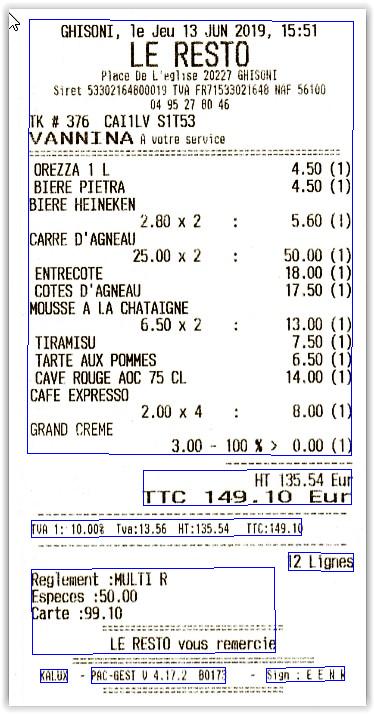 GHISONI, le Jeu 13 JUN 2019, 15:51
LE RESTO
Place De L'eglise 20227 GHISONI
Siret 53302164800019 TVA FR71533021648 NAF 56100
04 95 27 80 46
TK # 376 CAI1LV S1T53
VANNINA A votre service
OREZZA 1 L 4.50 (1)
BIERE PIETRA 4.50 (1)
BIERE HEINEKEN
2.80 x 2 : 5.60 (1)
CARRE D'AGNEAU
25.00 x 2 : 50.00 (1)
ENTRECOTE 18.00 (1)
COTES D'AGNEAU 17.50 (1)
MOUSSE A LA CHATAIGNE
6.50 x 2 : 13.00 (1)
TIRAMISU 7.50 (1)
TARTE AUX POMMES 6.50 (1)
CAVE ROUGE AOC 75 CL 14.00 (1)
CAFE EXPRESSO
2.00 x 4 : 8.00 (1)
GRAND CREME
3.00 - 100 % > 0.00 (1)
HT 135.54 Eur
TTC 149.10 Eur
TVA 1: 10.00% Tva:13.56 HT:135.54 TTC:149.10
12 Lignes
Reglement :MULTI R
Especes :50.00
Carte :99.10
LE RESTO vous remercie
KALUX - PAC-GEST V 4.17.2 B0173 - Sign : E E N K